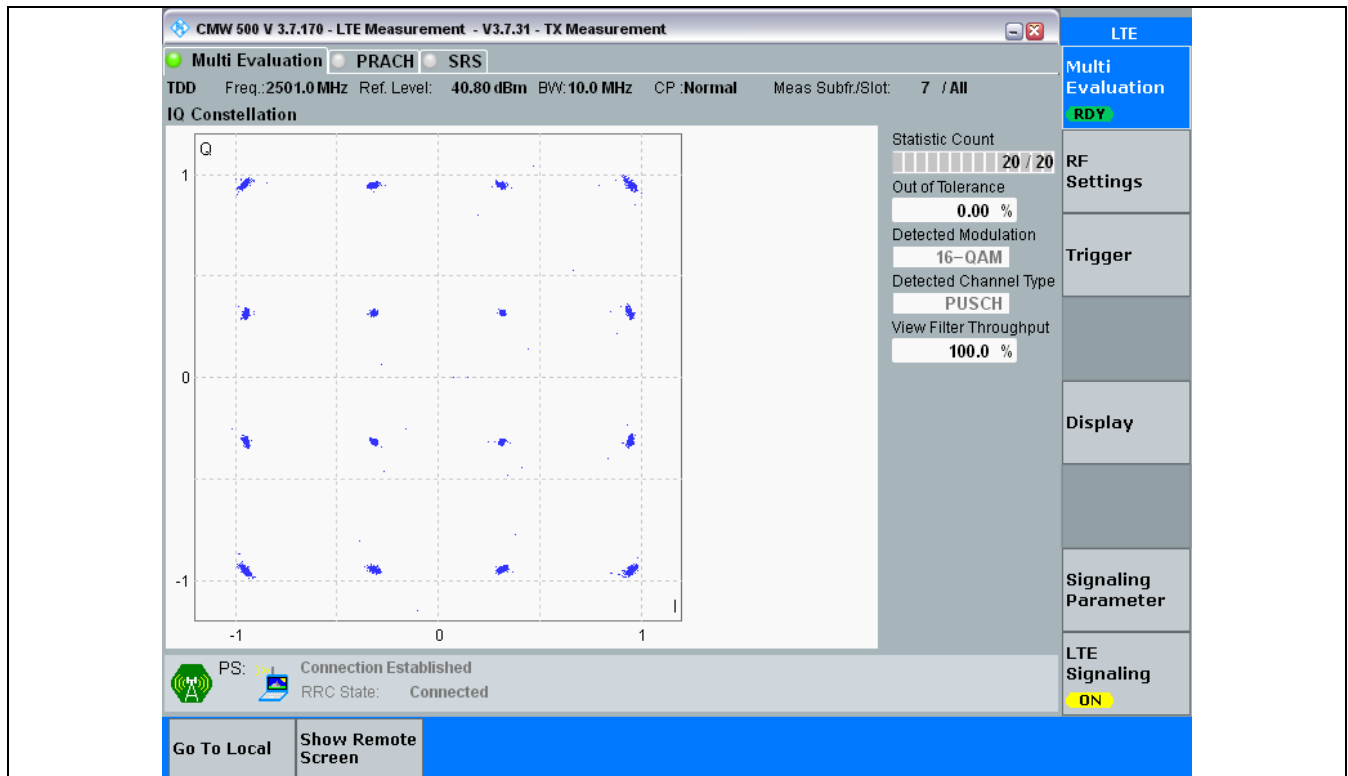 CMW 500 V 3.7.170 - LTE Measurement - V3.7.31 - TX Measurement
LTE
Multi Evaluation
PRACH
SRS
TDD Freq.:2501.0 MHz Ref. Level: 40.80 dBm BW:10.0 MHz CP :Normal Meas Subfr./Slot: 7 / All
IQ Constellation
Q
1
0
-1
-1
0
1
I
Statistic Count
20 / 20
Out of Tolerance
0.00 %
Detected Modulation
16-QAM
Detected Channel Type
PUSCH
View Filter Throughput
100.0 %
Multi
Evaluation
RDY
RF
Settings
Trigger
Display
Signaling
Parameter
LTE
Signaling
ON
PS:
Connection Established
RRC State: Connected
Go To Local
Show Remote
Screen